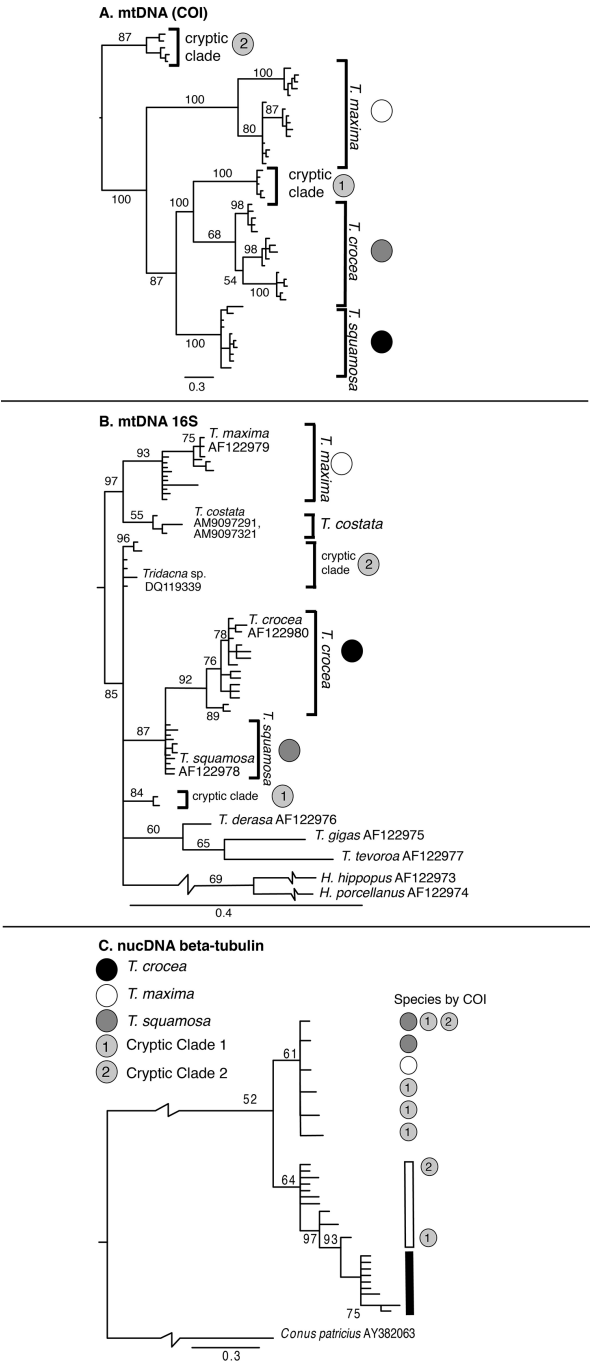 A. mtDNA (COI)
87
cryptic
clade
2
100
100
87
80
T. maxima
100
100
cryptic
clade
1
100
98
68
98
54
100
T. crocea
87
100
T. squamosa
0.3
B. mtDNA 16S
75
T. maxima
AF122979
93
T. maxima
97
55
T. costata
AM9097291,
AM9097321
T. costata
96
Tridacna sp.
DQ119339
cryptic
clade
2
T. crocea
AF122980
78
76
92
89
T. crocea
85
87
T. squamosa
AF122978
T. squamosa
84
cryptic clade
1
T. derasa AF122976
60
T. gigas AF122975
65
T. tevoroa AF122977
69
H. hippopus AF122973
H. porcellanus AF122974
0.4
C. nucDNA beta-tubulin
T. crocea
T. maxima
T. squamosa
1 Cryptic Clade 1
2 Cryptic Clade 2
Species by COI
1 2
61
1
1
1
52
2
64
97 93
1
75
Conus patricius AY382063
0.3